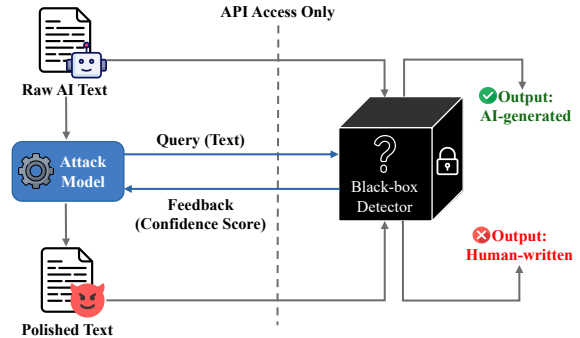 API Access Only
Raw AI Text
Output:
AI-generated
Query (Text)
Attack
Model
?
Black-box
Detector
Feedback
(Confidence Score)
Output:
Human-written
Polished Text